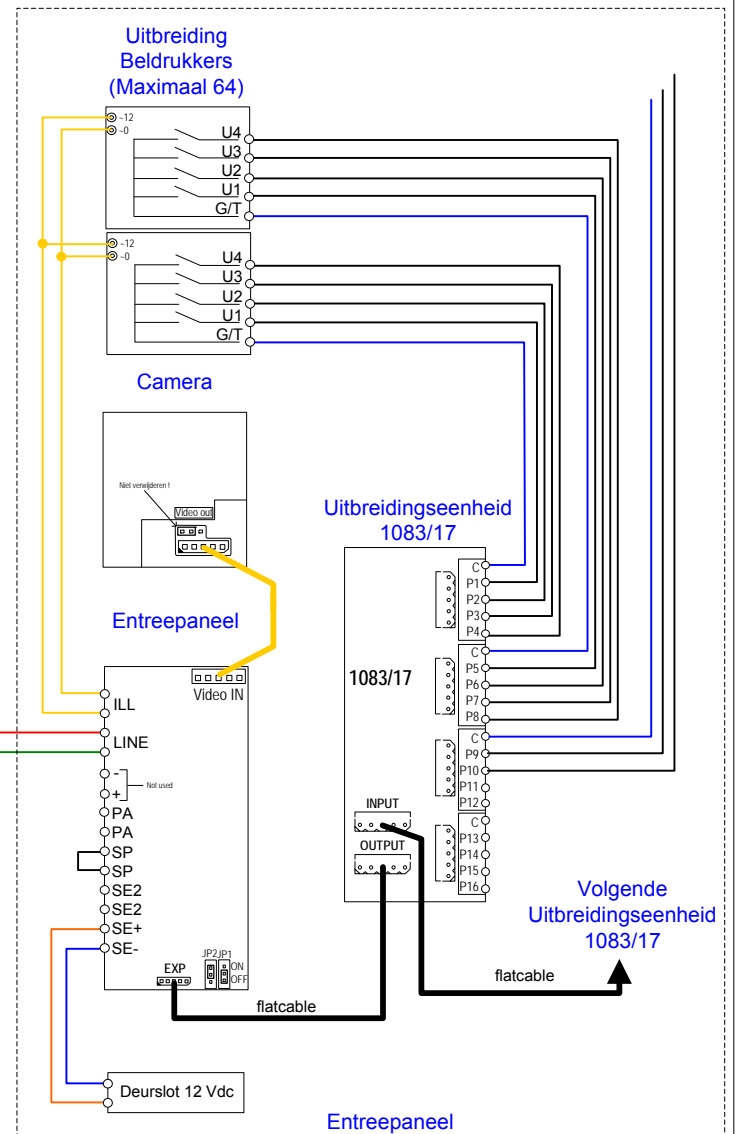 Uitbreiding
Beldrukkers
(Maximaal 64)
~12
~0
U4
U3
U2
U1
G/T
~12
~0
U4
U3
U2
U1
G/T
Camera
Niet verwijderen !
Video out
Uitbreidingseenheid
1083/17
Entreepaneel
Video IN
ILL
LINE
-
+
Not used
PA
PA
SP
SP
SE2
SE2
SE+
SE-
EXP
JP2
JP1
ON
OFF
1083/17
C
P1
P2
P3
P4
C
P5
P6
P7
P8
C
P9
P10
P11
P12
C
P13
P14
P15
P16
INPUT
OUTPUT
Volgende
Uitbreidingseenheid
1083/17
flatcable
flatcable
Deurslot 12 Vdc
Entreepaneel